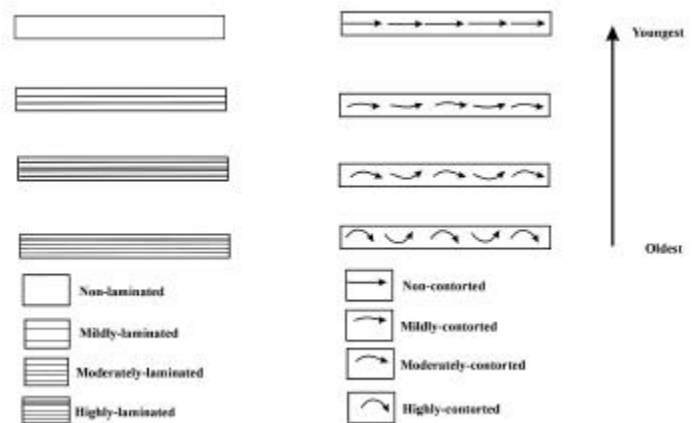 Youngest
Oldest
Non-laminated
Mildly-laminated
Moderately-laminated
Highly-laminated
Non-contorted
Mildly-contorted
Moderately-contorted
Highly-contorted